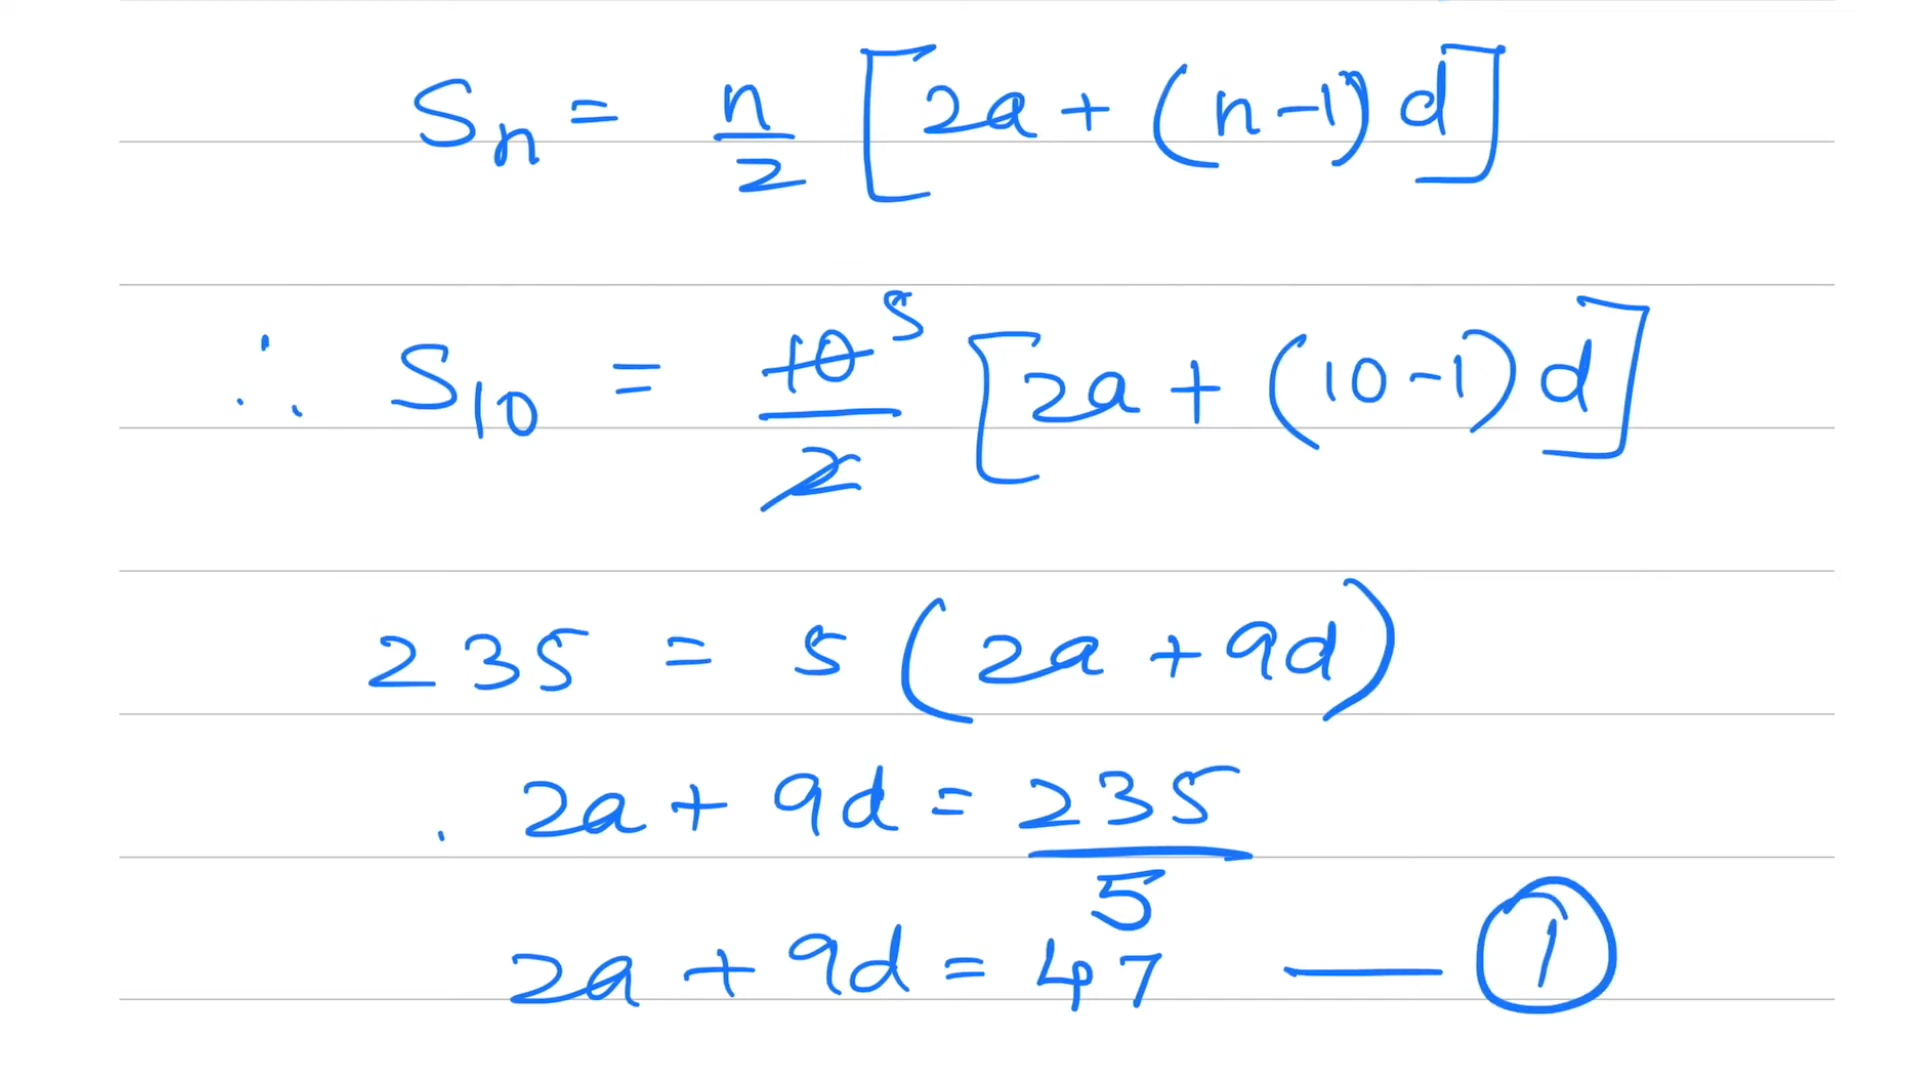 Sn = n/2 [2a + (n-1) d]
∴ S10 = 10/2 5 [2a + (10-1) d]
235 = 5 (2a + 9d)
. 2a + 9d = 235/5
2a + 9d = 47 — 1